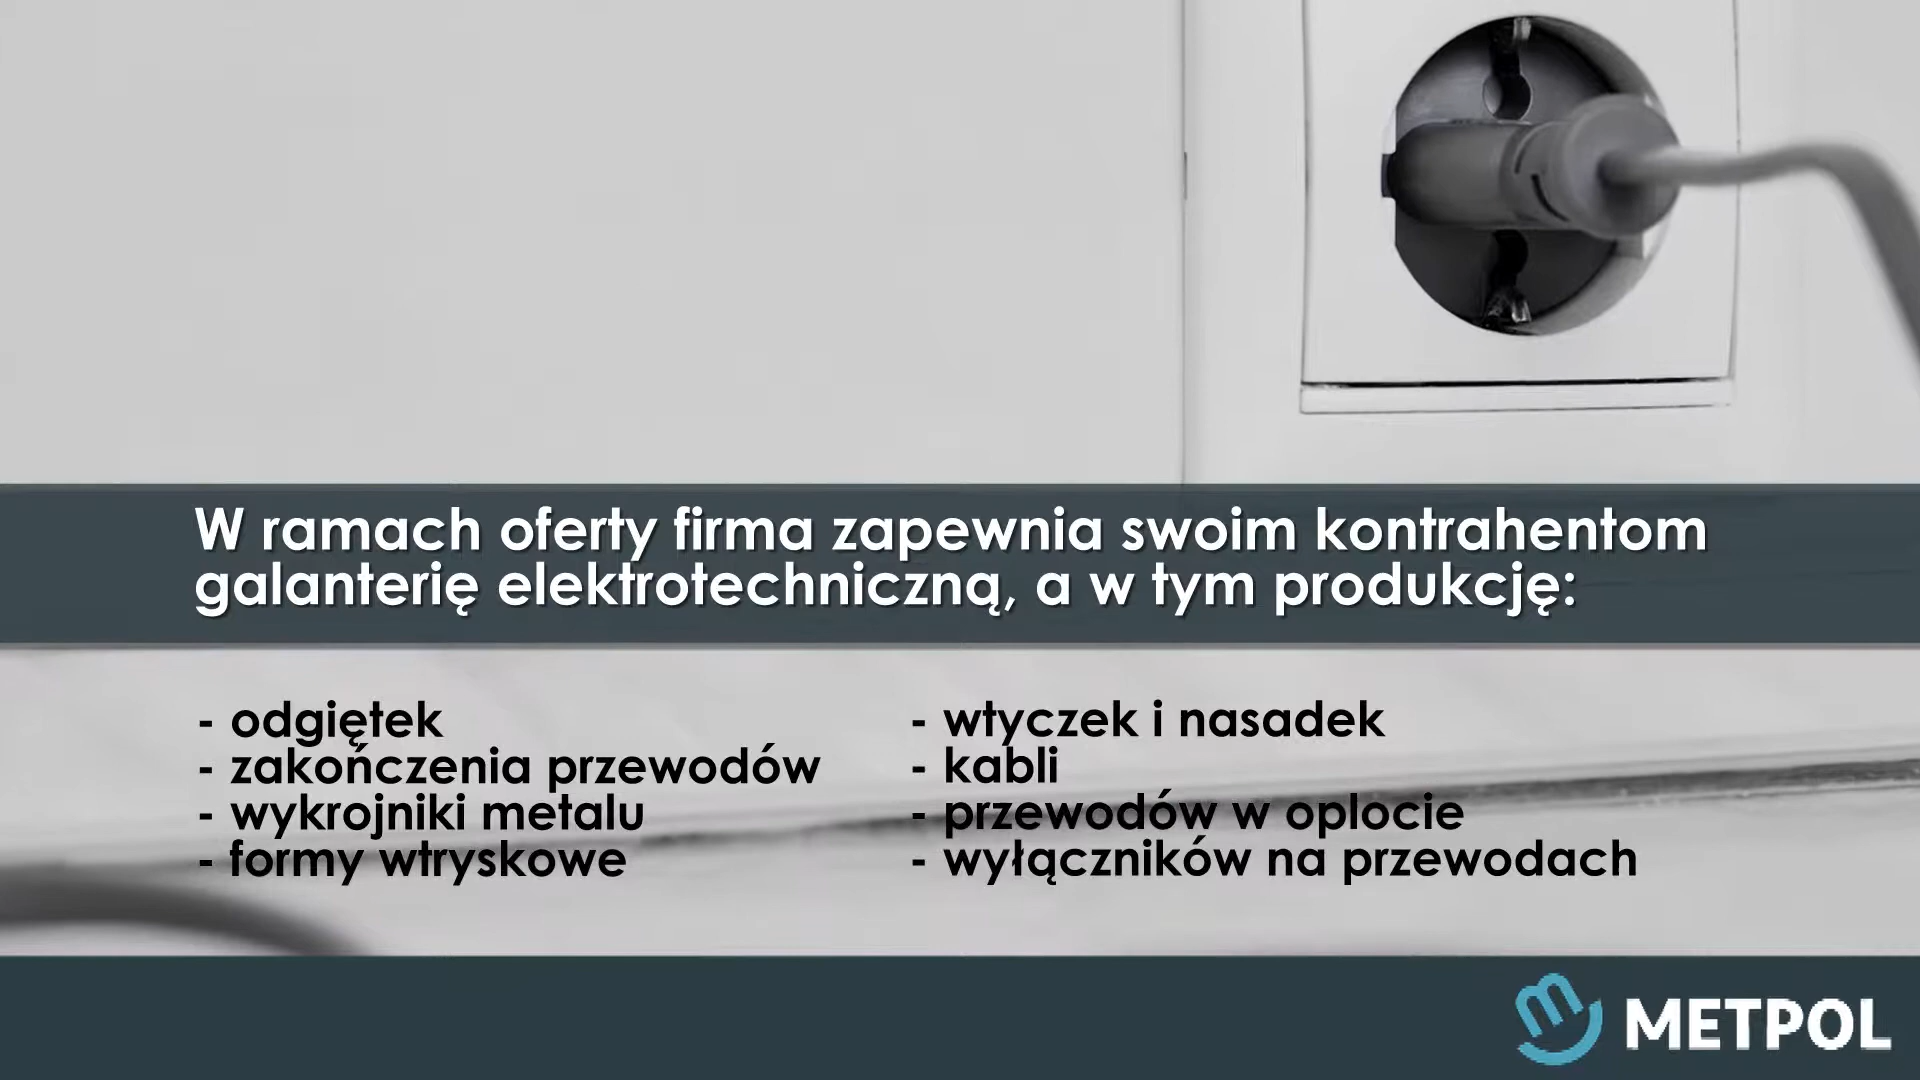 W ramach oferty firma zapewnia swoim kontrahentom
galanterię elektrotechniczną, a w tym produkcję:
- odgiętek
- zakończenia przewodów
- wykrojniki metalu
- formy wtryskowe
- wtyczek i nasadek
- kabli
- przewodów w oplocie
- wyłączników na przewodach
METPOL